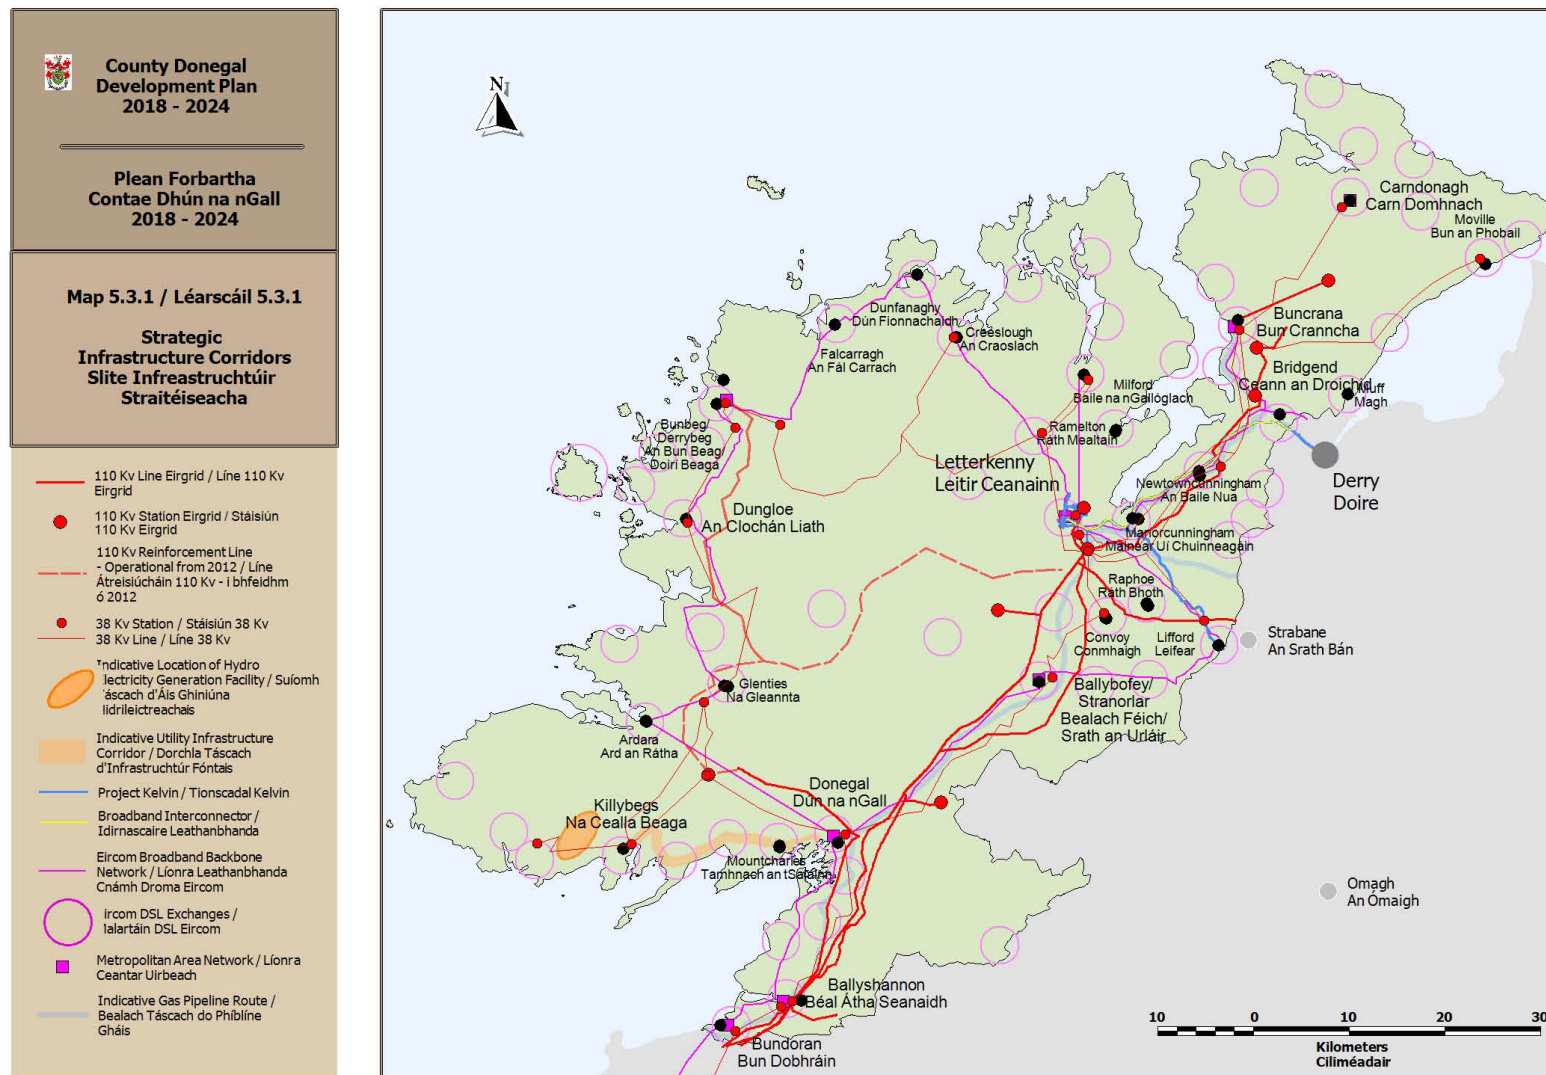 County Donegal
Development Plan
2018 - 2024
Plean Forbartha
Contae Dhún na nGall
2018 - 2024
Map 5.3.1 / Léarscáil 5.3.1
Strategic
Infrastructure Corridors
Slite Infreastruchtúir
Straitéiseacha
110 Kv Line Eirgrid / Líne 110 Kv
Eirgrid
110 Kv Station Eirgrid / Stáisiún
110 Kv Eirgrid
110 Kv Reinforcement Line
- Operational from 2012 / Líne
Átreisiúcháin 110 Kv - i bhfeidhm
ó 2012
38 Kv Station / Stáisiún 38 Kv
38 Kv Line / Líne 38 Kv
Indicative Location of Hydro
lectricity Generation Facility / Suíomh
áscach d'Áis Ghiniúna
lidrileictreachais
Indicative Utility Infrastructure
Corridor / Dorchla Táscach
d'Infrastruchtúr Fóntais
Project Kelvin / Tionscadal Kelvin
Broadband Interconnector /
Idirnascaire Leathanbhanda
Eircom Broadband Backbone
Network / Líonra Leathanbhanda
Cnámh Droma Eircom
ircom DSL Exchanges /
lalartáin DSL Eircom
Metropolitan Area Network / Líonra
Ceantar Uirbeach
Indicative Gas Pipeline Route /
Bealach Táscach do Phíblíne
Gháis
N
Carndonagh
Carn Domhnach
Moville
Bun an Phobail
Buncrana
Bun Cranncha
Bridgend
Ceann an Droichid
Muff
Magh
Dunfanaghy
Dún Fionnachaidh
Creeslough
An Craoslach
Falcarragh
An Fál Carrach
Milford
Baile na nGallóglach
Ramelton
Ráth Mealtain
Bunbeg/
Derrybeg
An Bun Beag/
Doirí Beaga
Letterkenny
Leitir Ceanainn
Newtowncunningham
An Baile Nua
Derry
Doire
Dungloe
An Clochán Liath
Manorcunningham
Mainéar Uí Chuinneagáin
Raphoe
Ráth Bhoth
Convoy
Conmhaigh
Lifford
Leifear
Strabane
An Srath Bán
Glenties
Na Gleannta
Ballybofey/
Stranorlar
Bealach Féich/
Srath an Urláir
Ardara
Ard an Rátha
Donegal
Dún na nGall
Killybegs
Na Cealla Beaga
Mountcharles
Tamhnach an tSalainn
Omagh
An Ómaigh
Ballyshannon
Béal Átha Seanaidh
Bundoran
Bun Dobhráin
10 0 10 20 30
Kilometers
Ciliméadair